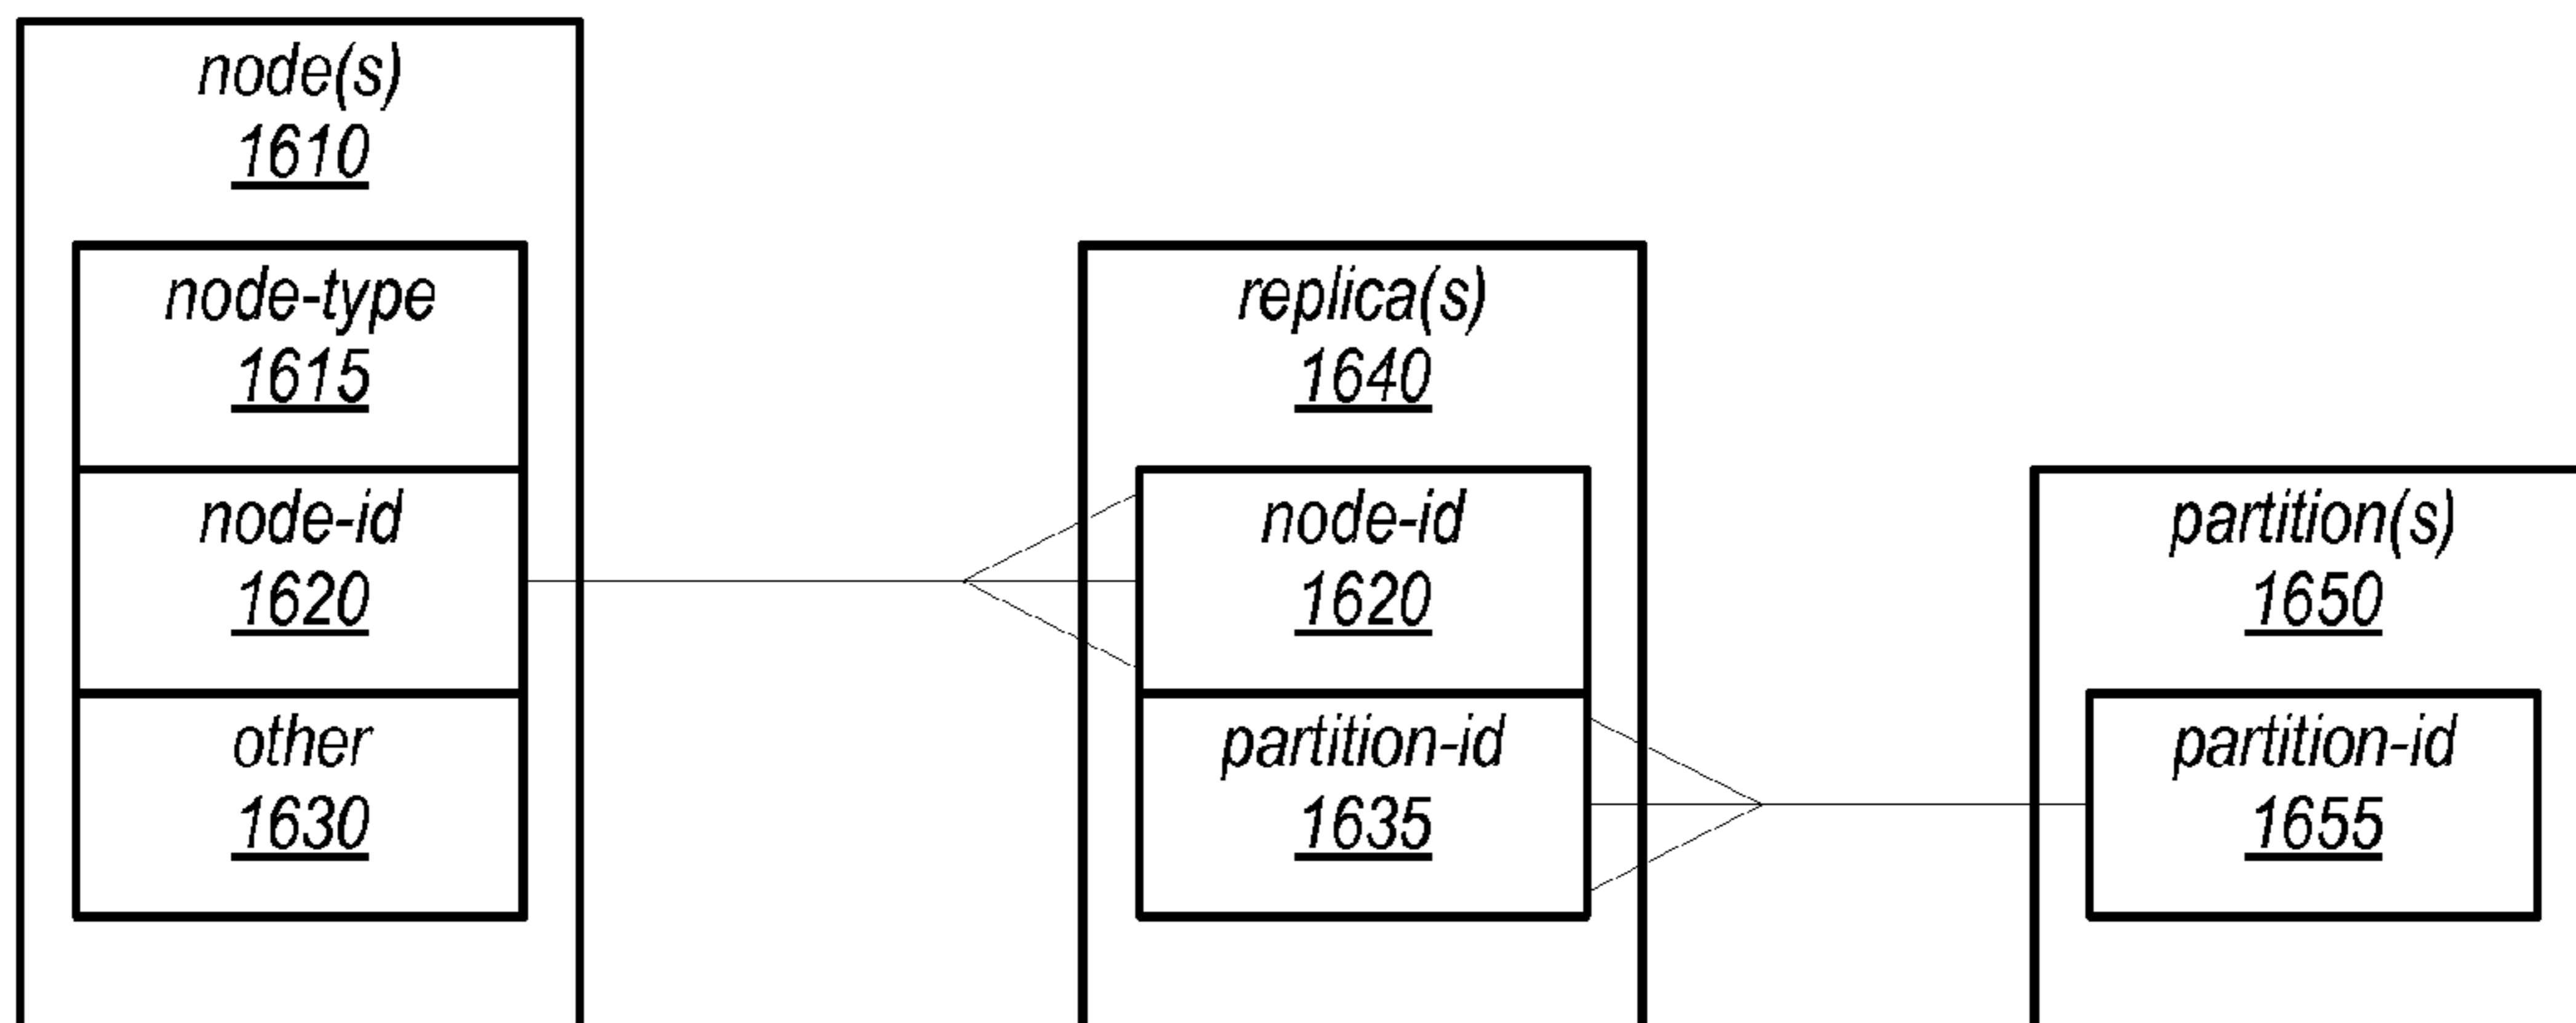 node(s)
1610
node-type
1615
node-id
1620
other
1630
replica(s)
1640
node-id
1620
partition-id
1635
partition(s)
1650
partition-id
1655